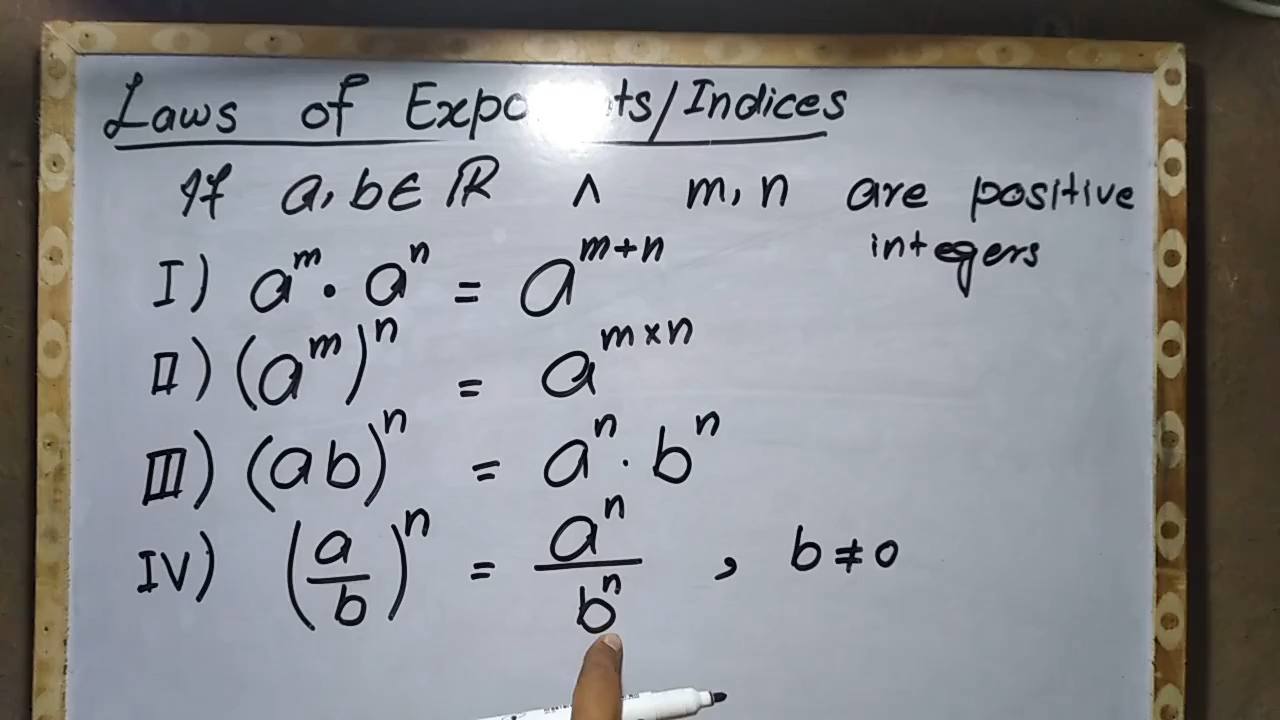 Laws of Expo ts/Indices
If a, b ∈ ℝ ∧ m, n are positive
integers
I) a^m · a^n = a^(m+n)
II) (a^m)^n = a^(m×n)
III) (ab)^n = a^n · b^n
IV) (a/b)^n = a^n/b^n , b ≠ 0